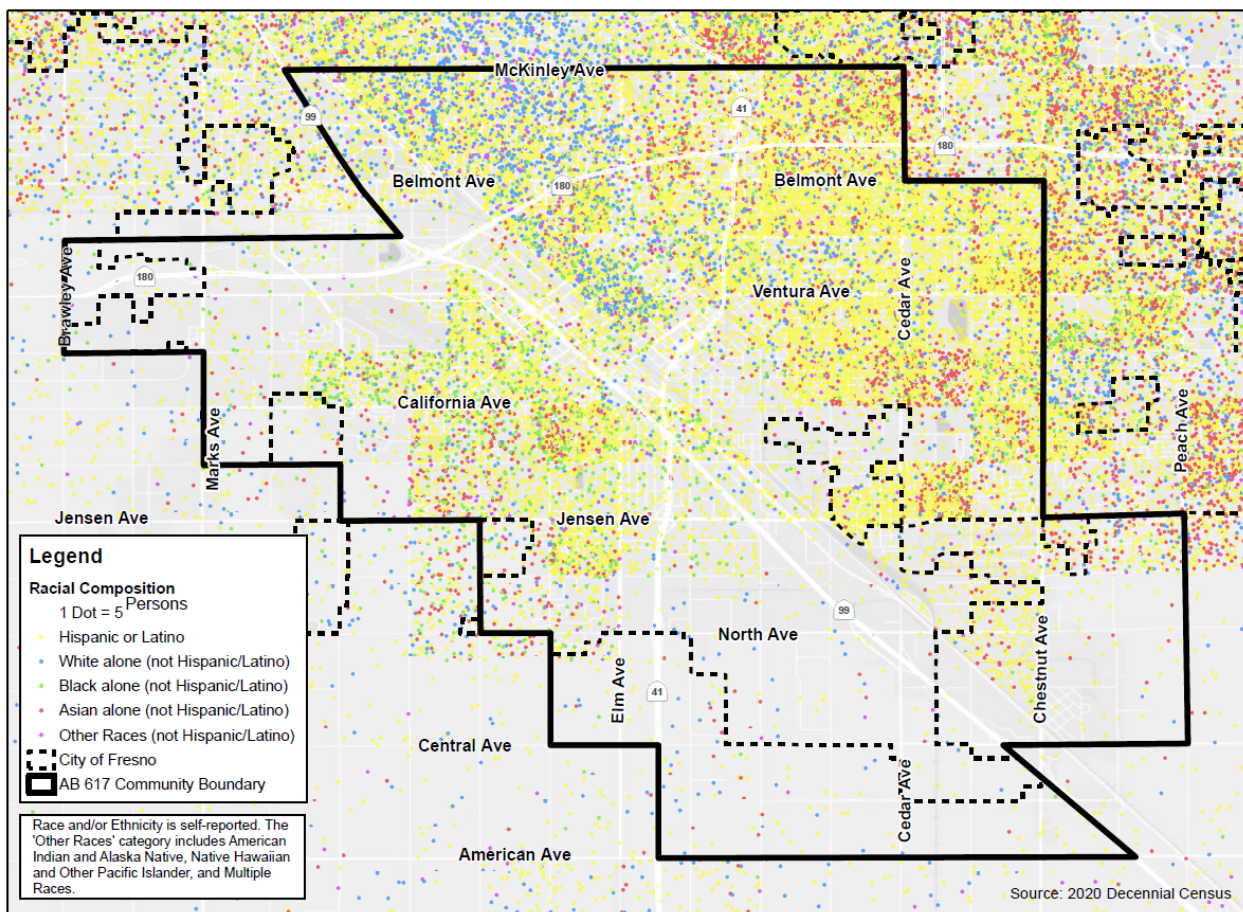 McKinley Ave
99
41
180
Belmont Ave
180
Belmont Ave
Brawley Ave
180
Ventura Ave
Cedar Ave
California Ave
Marks Ave
Peach Ave
Jensen Ave
Jensen Ave
99
North Ave
Elm Ave
41
Chestnut Ave
Central Ave
Cedar Ave
American Ave
Legend
Racial Composition
1 Dot = 5 Persons
Hispanic or Latino
White alone (not Hispanic/Latino)
Black alone (not Hispanic/Latino)
Asian alone (not Hispanic/Latino)
Other Races (not Hispanic/Latino)
City of Fresno
AB 617 Community Boundary
Race and/or Ethnicity is self-reported. The
'Other Races' category includes American
Indian and Alaska Native, Native Hawaiian
and Other Pacific Islander, and Multiple
Races.
Source: 2020 Decennial Census